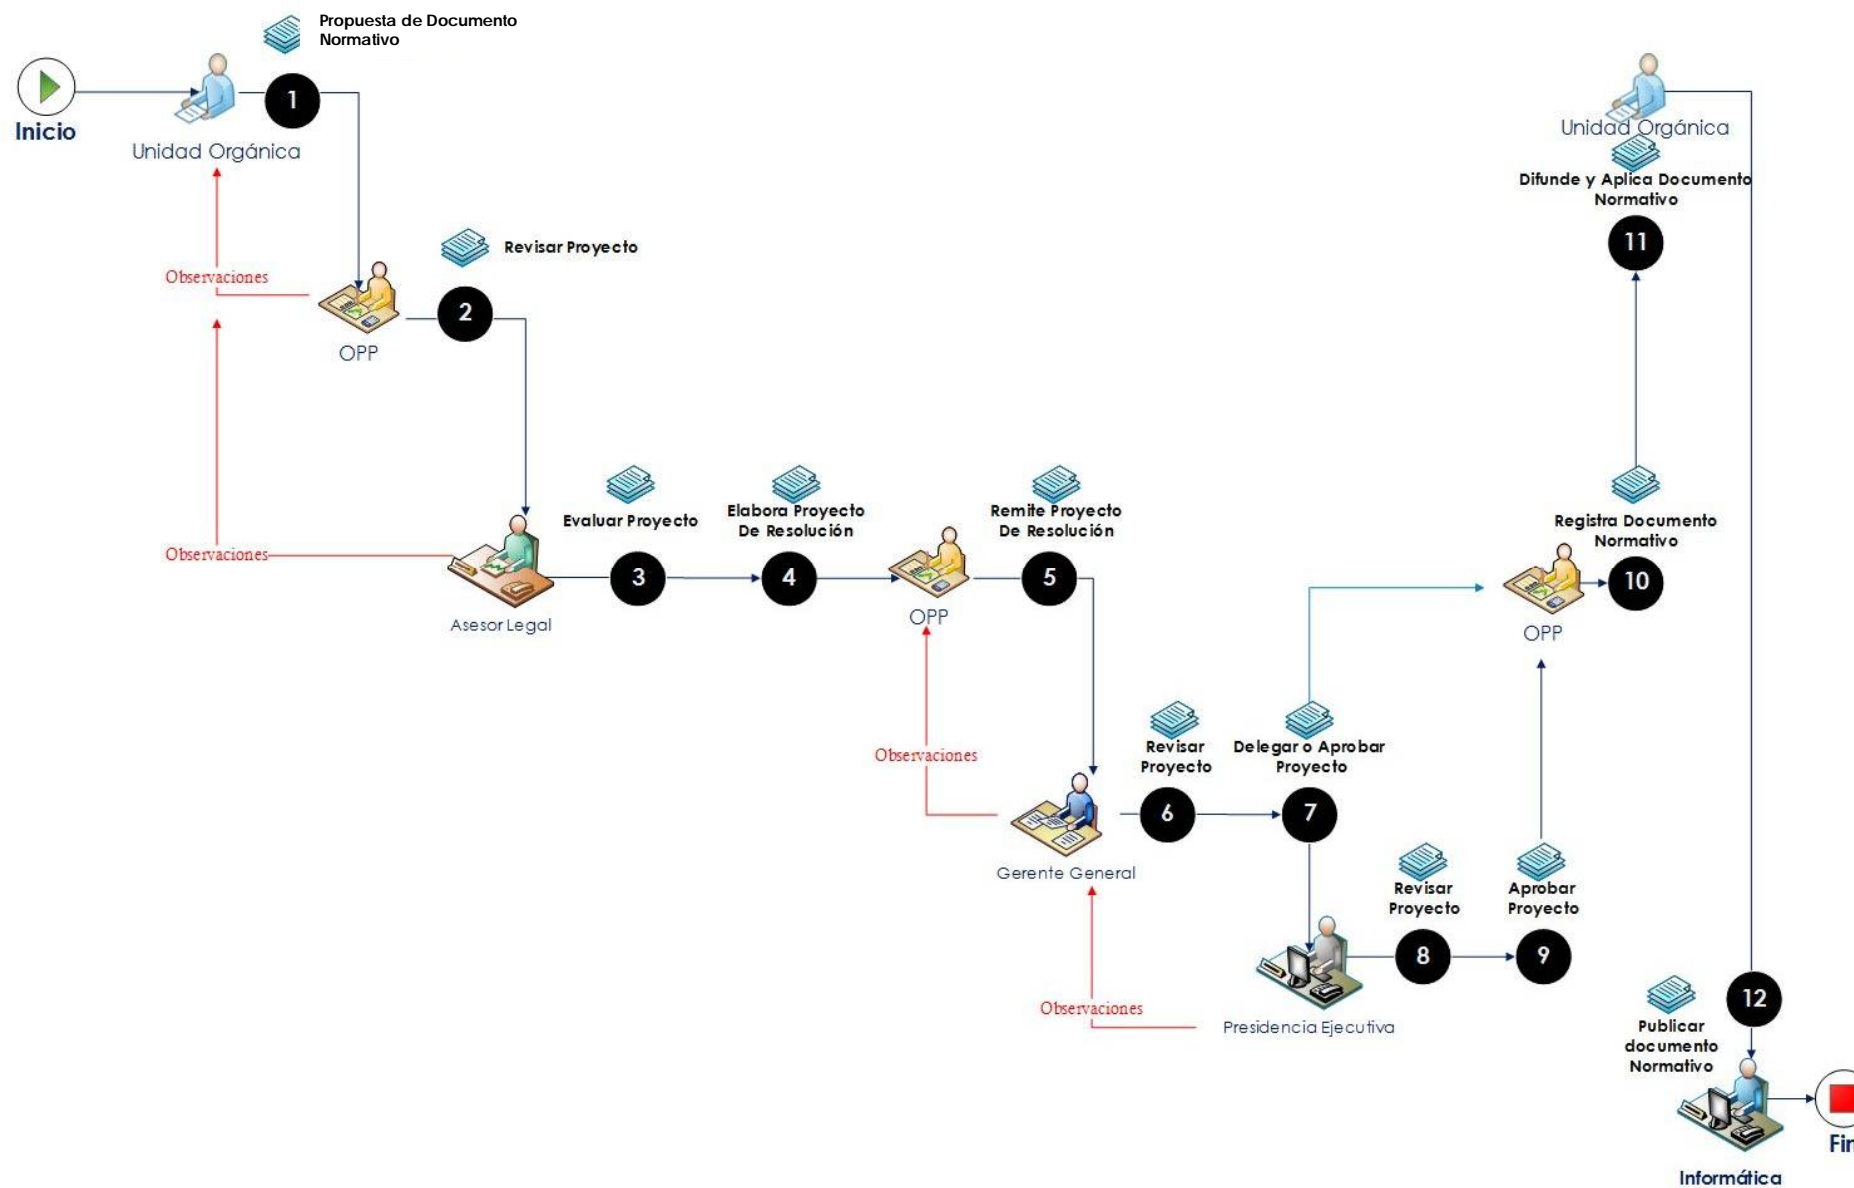 Propuesta de Documento
Normativo
Inicio
1
Unidad Orgánica
Observaciones
Revisar Proyecto
2
OPP
Observaciones
Evaluar Proyecto
3
Elabora Proyecto
De Resolución
4
Asesor Legal
Remite Proyecto
De Resolución
5
OPP
Observaciones
Revisar
Proyecto
6
Delegar o Aprobar
Proyecto
7
Gerente General
Observaciones
Revisar
Proyecto
8
Aprobar
Proyecto
9
Presidencia Ejecutiva
Registra Documento
Normativo
10
OPP
Unidad Orgánica
Difunde y Aplica Documento
Normativo
11
12
Publicar
documento
Normativo
Informática